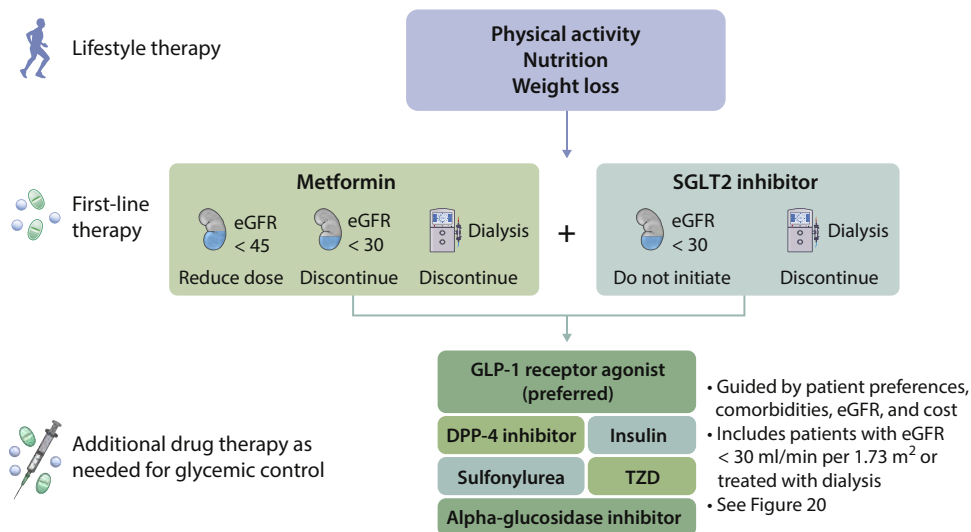 Lifestyle therapy
Physical activity
Nutrition
Weight loss
First-line
therapy
Metformin
eGFR
< 45
Reduce dose
eGFR
< 30
Discontinue
Dialysis
Discontinue
+
SGLT2 inhibitor
eGFR
< 30
Do not initiate
Dialysis
Discontinue
Additional drug therapy as
needed for glycemic control
GLP-1 receptor agonist
(preferred)
DPP-4 inhibitor
Insulin
Sulfonylurea
TZD
Alpha-glucosidase inhibitor
• Guided by patient preferences,
comorbidities, eGFR, and cost
• Includes patients with eGFR
< 30 ml/min per 1.73 m² or
treated with dialysis
• See Figure 20